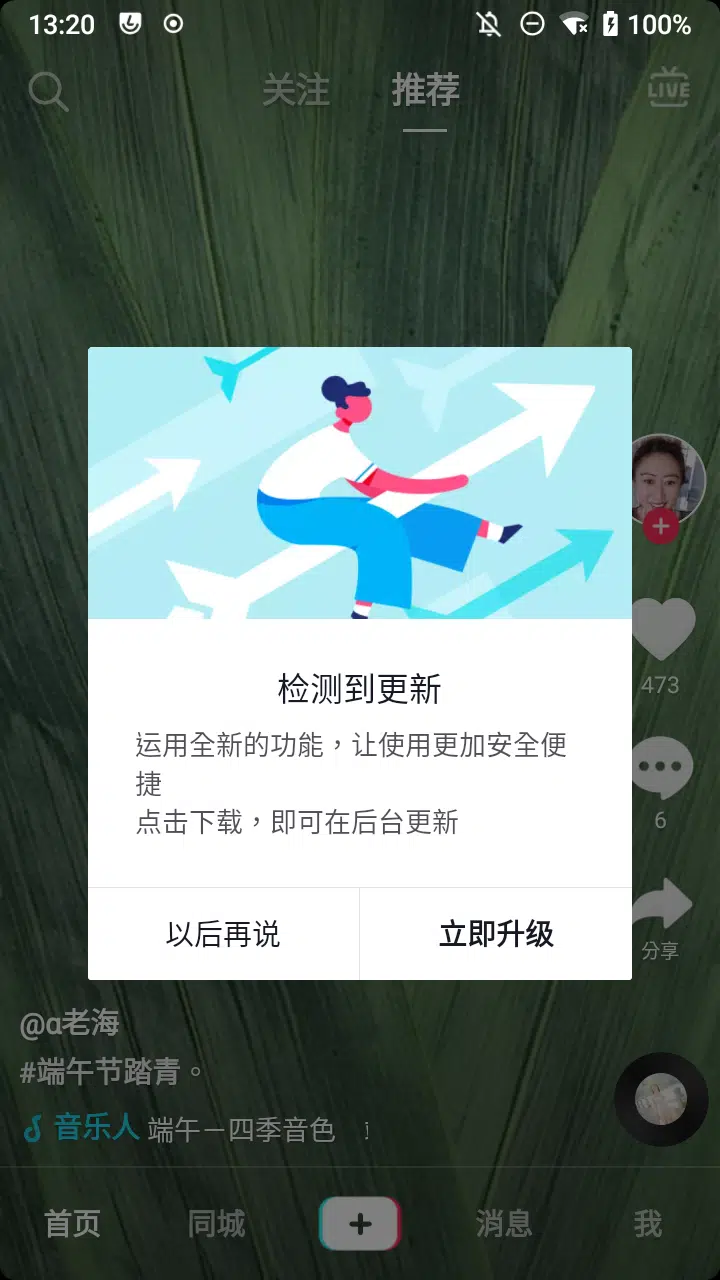 13:20
100%
关注
推荐
LIVE
检测到更新
运用全新的功能，让使用更加安全便
捷
点击下载，即可在后台更新
以后再说
立即升级
473
6
分享
@α老海
#端午节踏青。
音乐人 端午－四季音色
首页
同城
消息
我